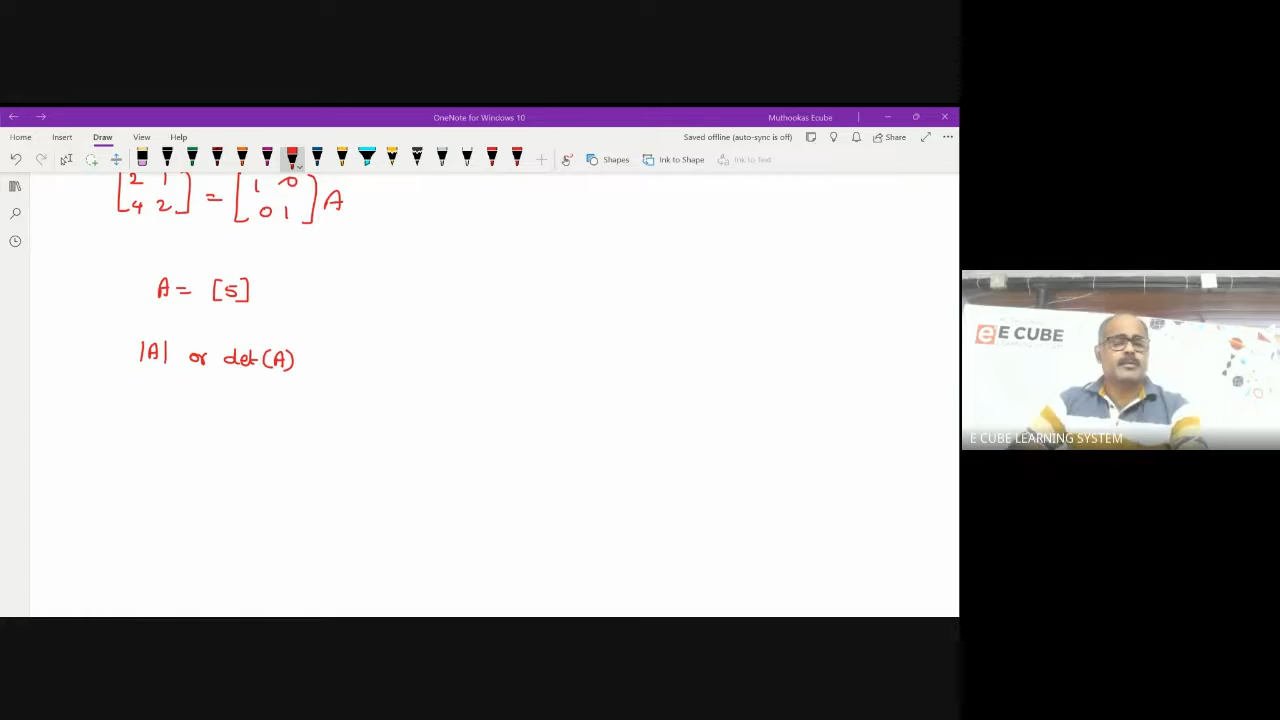 OneNote for Windows 10
Muthookas Ecube
Home Insert Draw View Help
Saved offline (auto-sync is off) Share
Shapes Ink to Shape Ink to Text
[2 1
4 2] = [1 0
0 1] A
A = [5]
|A| or det(A)
e E CUBE
E CUBE LEARNING SYSTEM